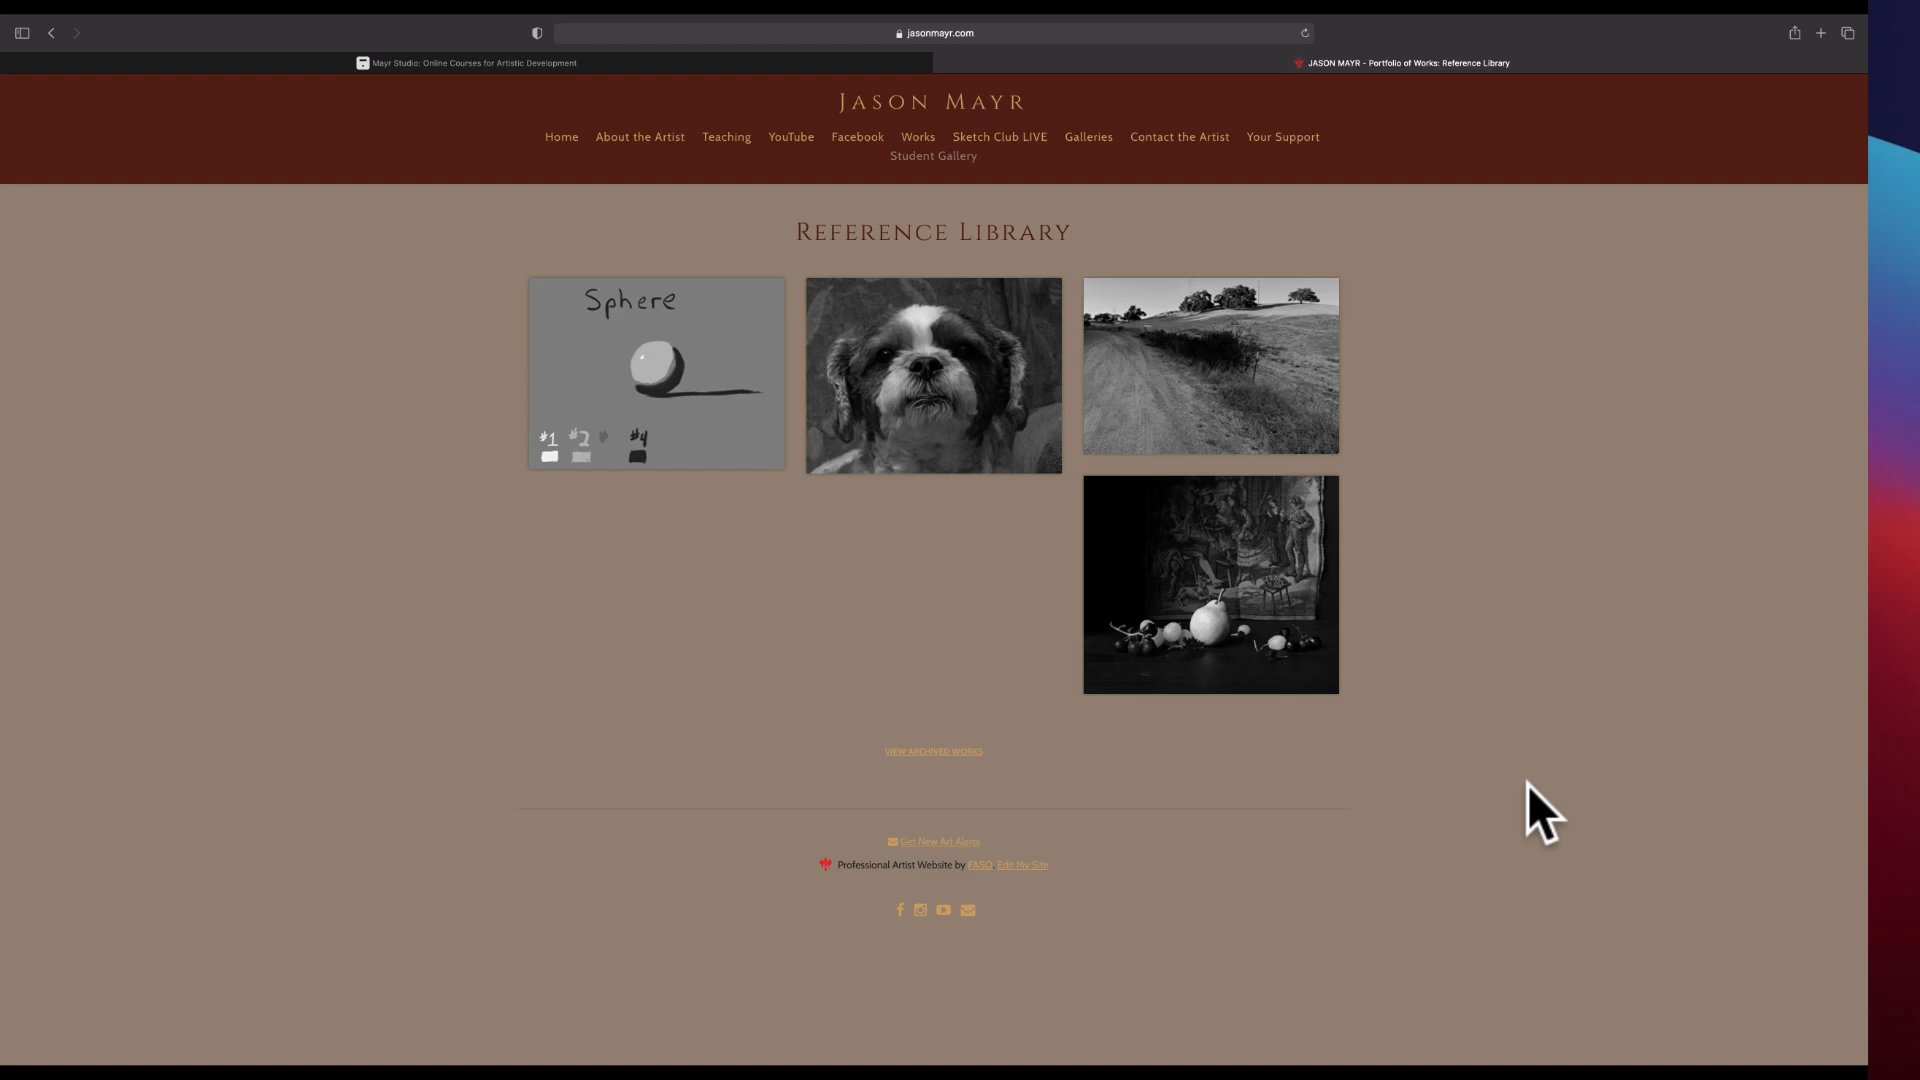 jasonmayr.com
Mayr Studio: Online Courses for Artistic Development
JASON MAYR - Portfolio of Works: Reference Library
Jason Mayr
Home About the Artist Teaching YouTube Facebook Works Sketch Club LIVE Galleries Contact the Artist Your Support
Student Gallery
Reference Library
Sphere
#1 #2 #4
VIEW ARCHIVED WORKS
Get New Art Alerts
Professional Artist Website by FASO Edit My Site